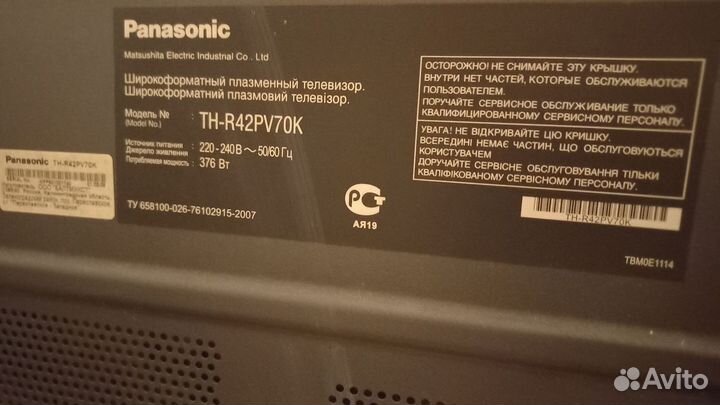 Panasonic
Matsushita Electric Industrial Co., Ltd
Широкоформатный плазменный телевизор.
Широкоформатний плазмовий телевізор.
Модель №
(Model No.) : TH-R42PV70K
Источник питания
Джерело живлення : 220-240 В ~ 50/60 Гц
Потребляемая мощность : 376 Вт
ТУ 658100-026-76102915-2007
ОСТОРОЖНО! НЕ СНИМАЙТЕ ЭТУ КРЫШКУ.
ВНУТРИ НЕТ ЧАСТЕЙ, КОТОРЫЕ ОБСЛУЖИВАЮТСЯ
ПОЛЬЗОВАТЕЛЕМ.
ПОРУЧАЙТЕ СЕРВИСНОЕ ОБСЛУЖИВАНИЕ ТОЛЬКО
КВАЛИФИЦИРОВАННОМУ СЕРВИСНОМУ ПЕРСОНАЛУ.
УВАГА! НЕ ВІДКРИВАЙТЕ ЦЮ КРИШКУ.
ВСЕРЕДИНІ НЕМАЄ ЧАСТИН, ЩО ОБСЛУГОВУЮТЬСЯ
КОРИСТУВАЧЕМ.
ДОРУЧАЙТЕ СЕРВІСНЕ ОБСЛУГОВУВАННЯ ТІЛЬКИ
КВАЛІФІКОВАНОМУ СЕРВІСНОМУ ПЕРСОНАЛУ.
РСТ
АЯ19
TH-R42PV70K
TBM0E1114
Panasonic TH-R42PV70K
Avito